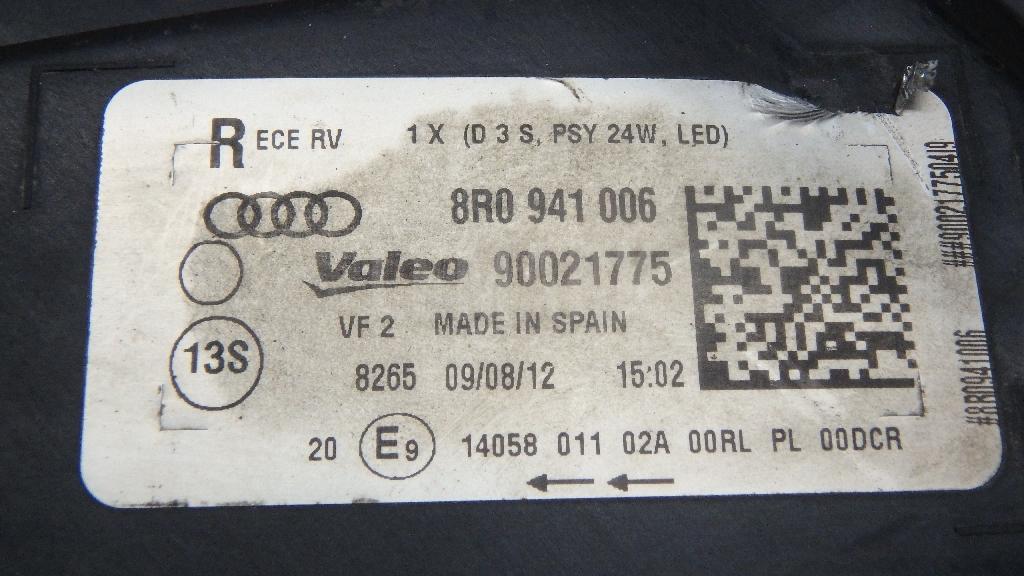 R ECE RV 1 X (D 3 S, PSY 24W, LED)
8R0 941 006
Valeo 90021775
VF 2 MADE IN SPAIN
13S
8265 09/08/12 15:02
20 E9 14058 011 02A 00RL PL 00DCR
##900217750419
#8R0941006